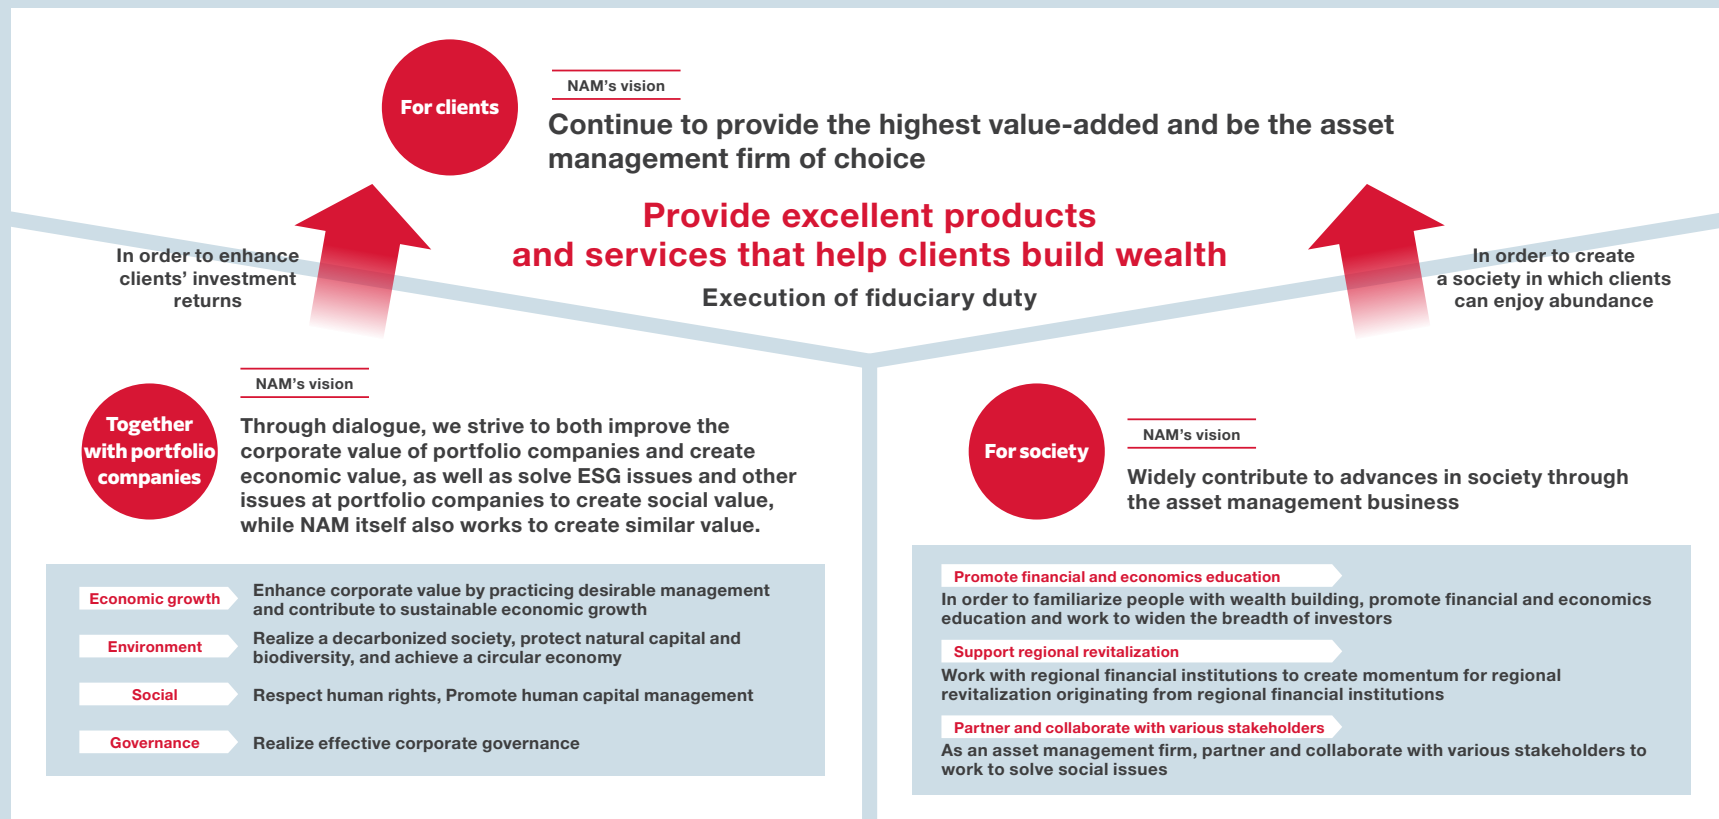 For clients
NAM's vision
Continue to provide the highest value-added and be the asset
management firm of choice
Provide excellent products
and services that help clients build wealth
Execution of fiduciary duty
In order to enhance
clients' investment
returns
In order to create
a society in which clients
can enjoy abundance
Together
with portfolio
companies
NAM's vision
Through dialogue, we strive to both improve the
corporate value of portfolio companies and create
economic value, as well as solve ESG issues and other
issues at portfolio companies to create social value,
while NAM itself also works to create similar value.
Economic growth
Enhance corporate value by practicing desirable management
and contribute to sustainable economic growth
Environment
Realize a decarbonized society, protect natural capital and
biodiversity, and achieve a circular economy
Social
Respect human rights, Promote human capital management
Governance
Realize effective corporate governance
For society
NAM's vision
Widely contribute to advances in society through
the asset management business
Promote financial and economics education
In order to familiarize people with wealth building, promote financial and economics
education and work to widen the breadth of investors
Support regional revitalization
Work with regional financial institutions to create momentum for regional
revitalization originating from regional financial institutions
Partner and collaborate with various stakeholders
As an asset management firm, partner and collaborate with various stakeholders to
work to solve social issues